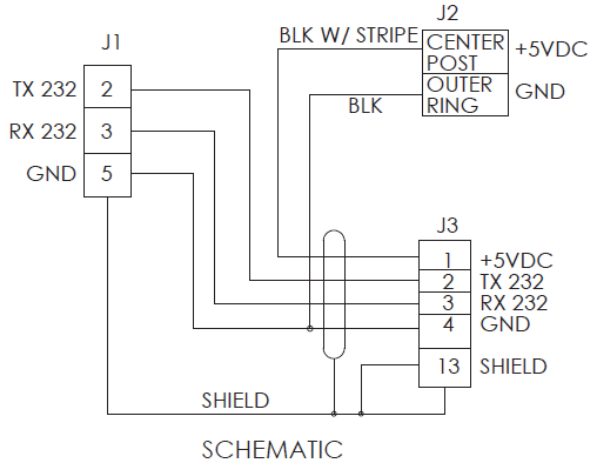 J2
BLK W/ STRIPE
CENTER
POST
+5VDC
OUTER
RING
GND
BLK
J1
TX 232 2
RX 232 3
GND 5
J3
1 +5VDC
2 TX 232
3 RX 232
4 GND
13 SHIELD
SHIELD
SCHEMATIC